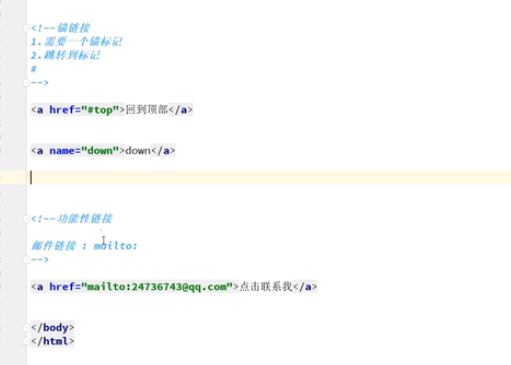 <!--锚链接
1.需要一个锚标记
2.跳转到标记
#
-->
<a href="#top">回到顶部</a>
<a name="down">down</a>
<!--功能性链接
邮件链接 : mailto:
-->
<a href="mailto:24736743@qq.com">点击联系我</a>
</body>
</html>